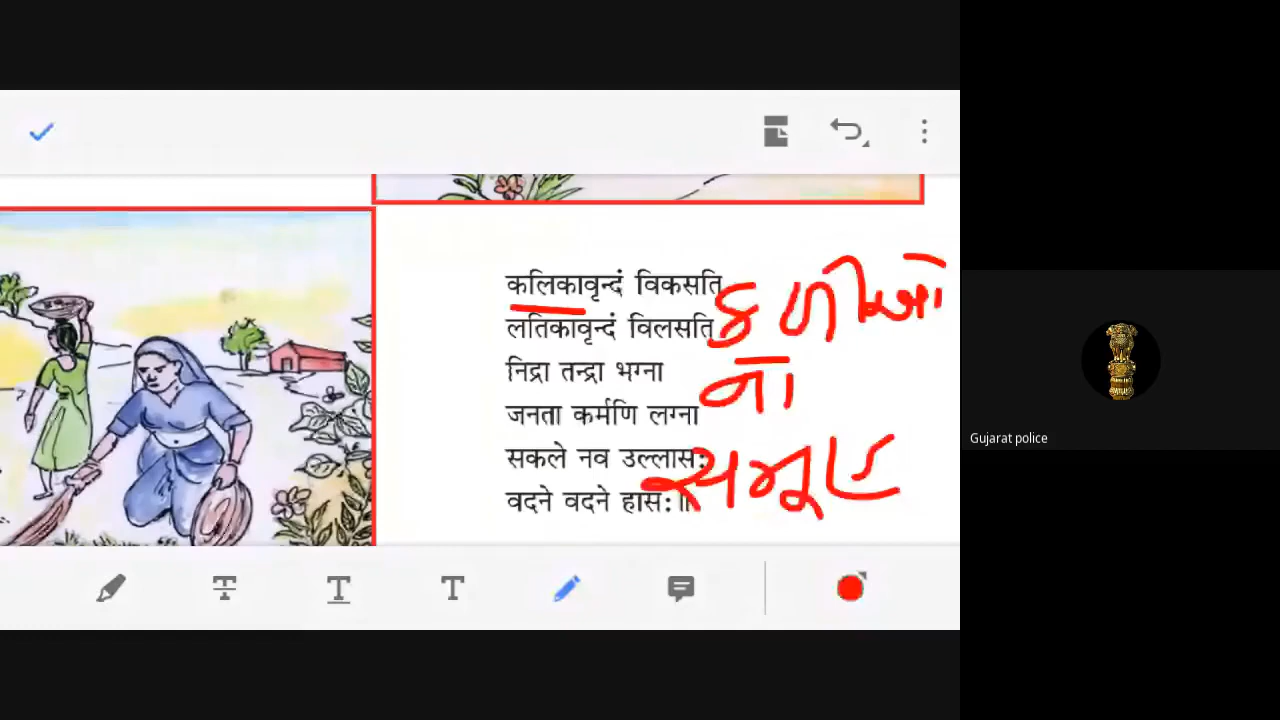 कलिकावृन्दं विकसति
लतिकावृन्दं विलसति
निद्रा तन्द्रा भग्ना
जनता कर्मणि लग्ना
सकले नव उल्लासः
वदने वदने हासः॥
કળીઓ
ના
સમૂહ
Gujarat police